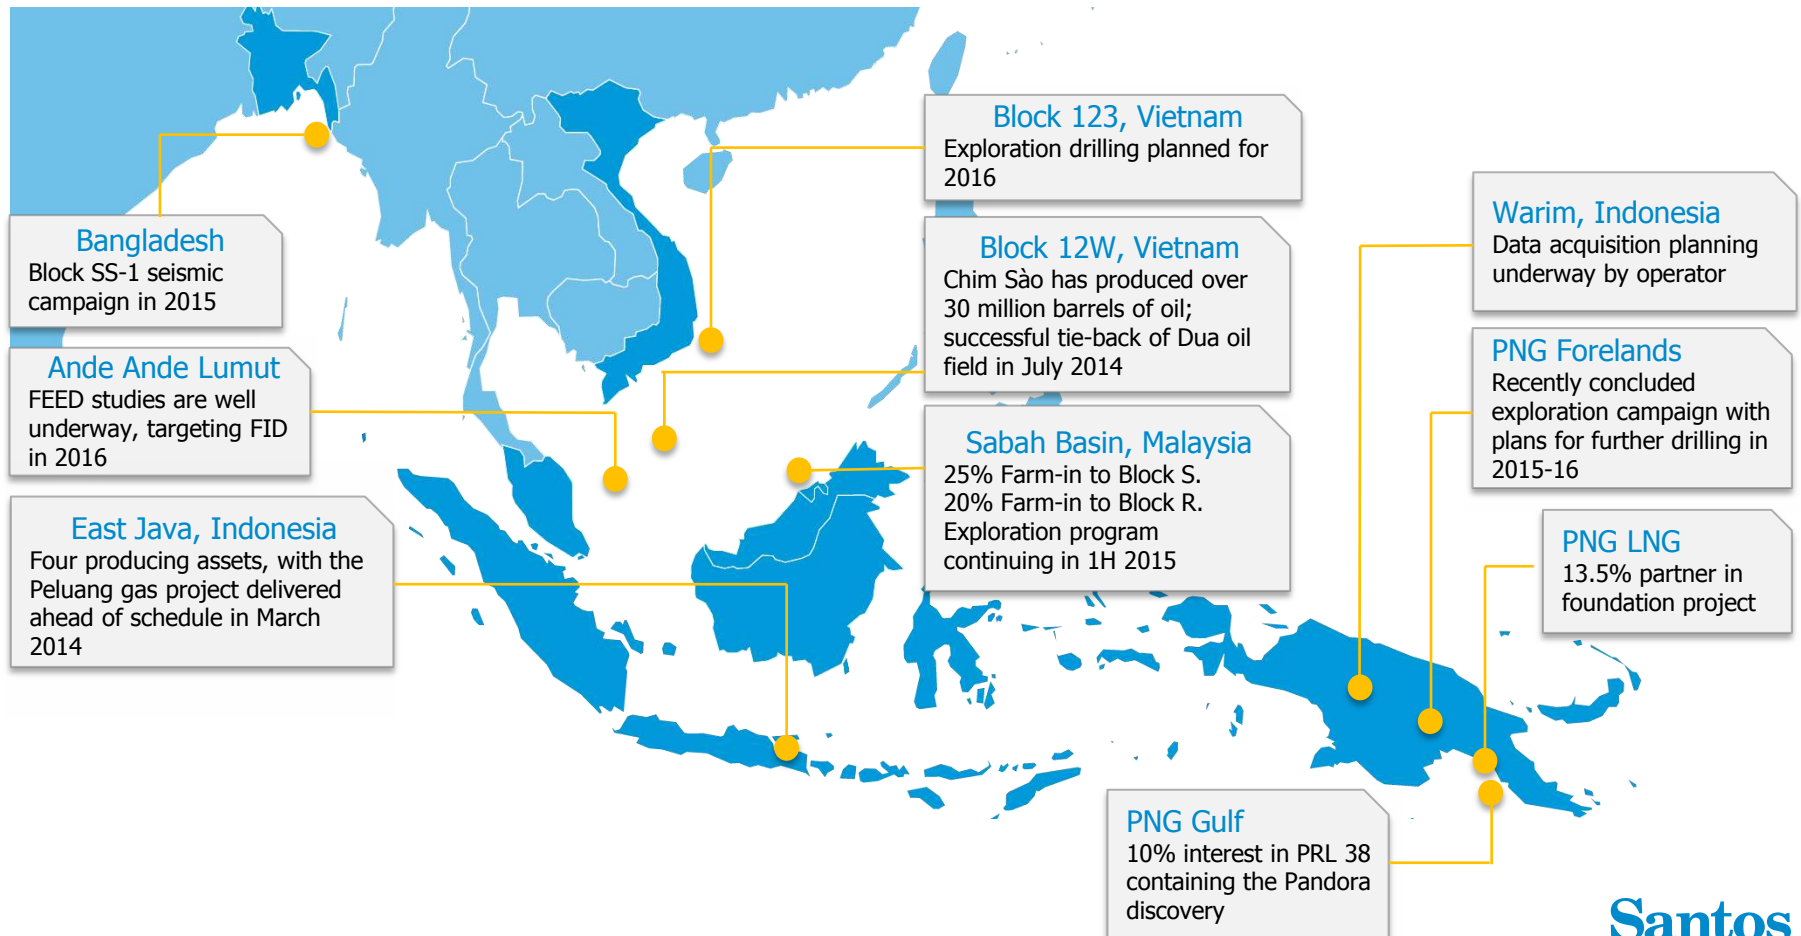 Bangladesh
Block SS-1 seismic
campaign in 2015
Ande Ande Lumut
FEED studies are well
underway, targeting FID
in 2016
East Java, Indonesia
Four producing assets, with the
Peluang gas project delivered
ahead of schedule in March
2014
Block 123, Vietnam
Exploration drilling planned for
2016
Block 12W, Vietnam
Chim Sào has produced over
30 million barrels of oil;
successful tie-back of Dua oil
field in July 2014
Sabah Basin, Malaysia
25% Farm-in to Block S.
20% Farm-in to Block R.
Exploration program
continuing in 1H 2015
Warim, Indonesia
Data acquisition planning
underway by operator
PNG Forelands
Recently concluded
exploration campaign with
plans for further drilling in
2015-16
PNG LNG
13.5% partner in
foundation project
PNG Gulf
10% interest in PRL 38
containing the Pandora
discovery
Santos